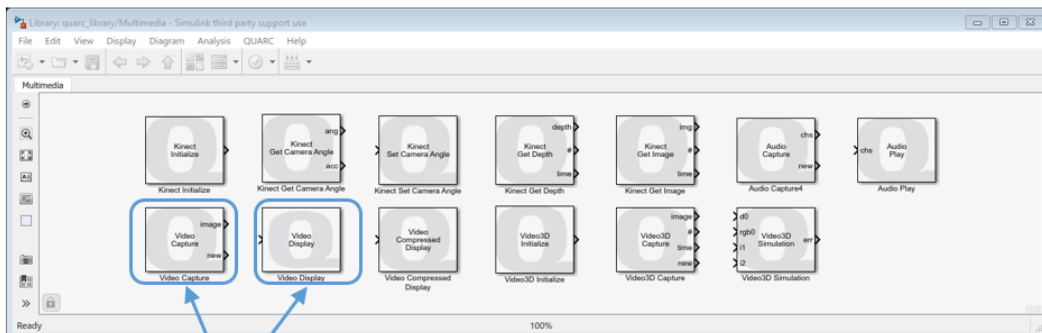 Library: quarc_library/Multimedia - Simulink third party support use
File Edit View Display Diagram Analysis QUARC Help
Multimedia
Kinect
Initialize
Kinect Initialize
Kinect
Get Camera Angle
ang
acc
Kinect Get Camera Angle
Kinect
Set Camera Angle
Kinect Set Camera Angle
Kinect
Get Depth
depth
#
time
Kinect Get Depth
Kinect
Get Image
img
#
time
Kinect Get Image
Audio
Capture
chs
new
Audio Capture4
chs
Audio
Play
Audio Play
Video
Capture
image
new
Video Capture
Video
Display
Video Display
Video
Compressed
Display
Video Compressed
Display
Video3D
Initialize
Video3D Initialize
Video3D
Capture
image
#
time
new
Video3D Capture
d0
rgb0
i1
i2
Video3D
Simulation
err
Video3D Simulation
Ready 100%